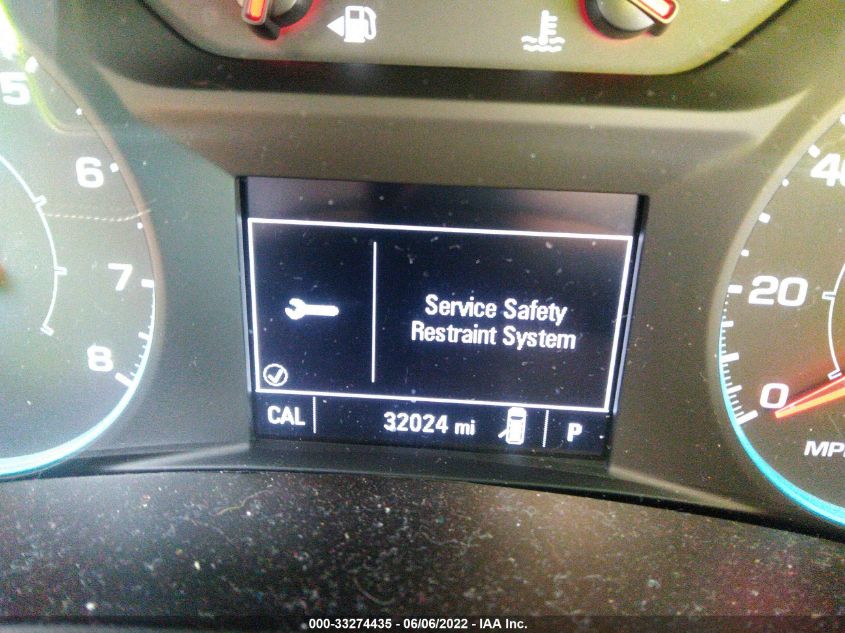 5
6
7
8
Service Safety
Restraint System
CAL
32024 mi
P
40
20
0
000-33274435 - 06/06/2022 - IAA Inc.